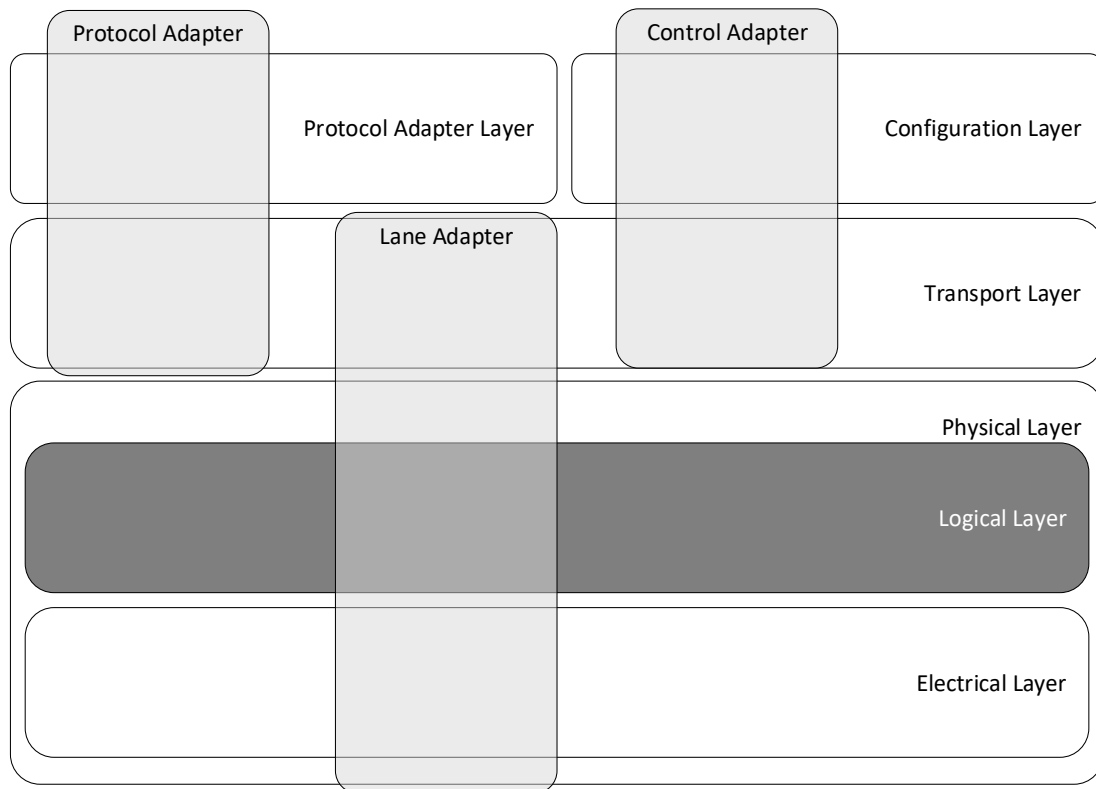 Protocol Adapter
Control Adapter
Protocol Adapter Layer
Configuration Layer
Lane Adapter
Transport Layer
Physical Layer
Logical Layer
Electrical Layer